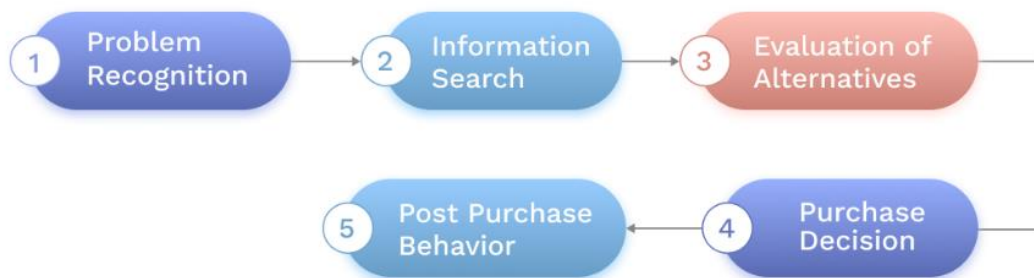 1
Problem
Recognition
2
Information
Search
3
Evaluation of
Alternatives
4
Purchase
Decision
5
Post Purchase
Behavior